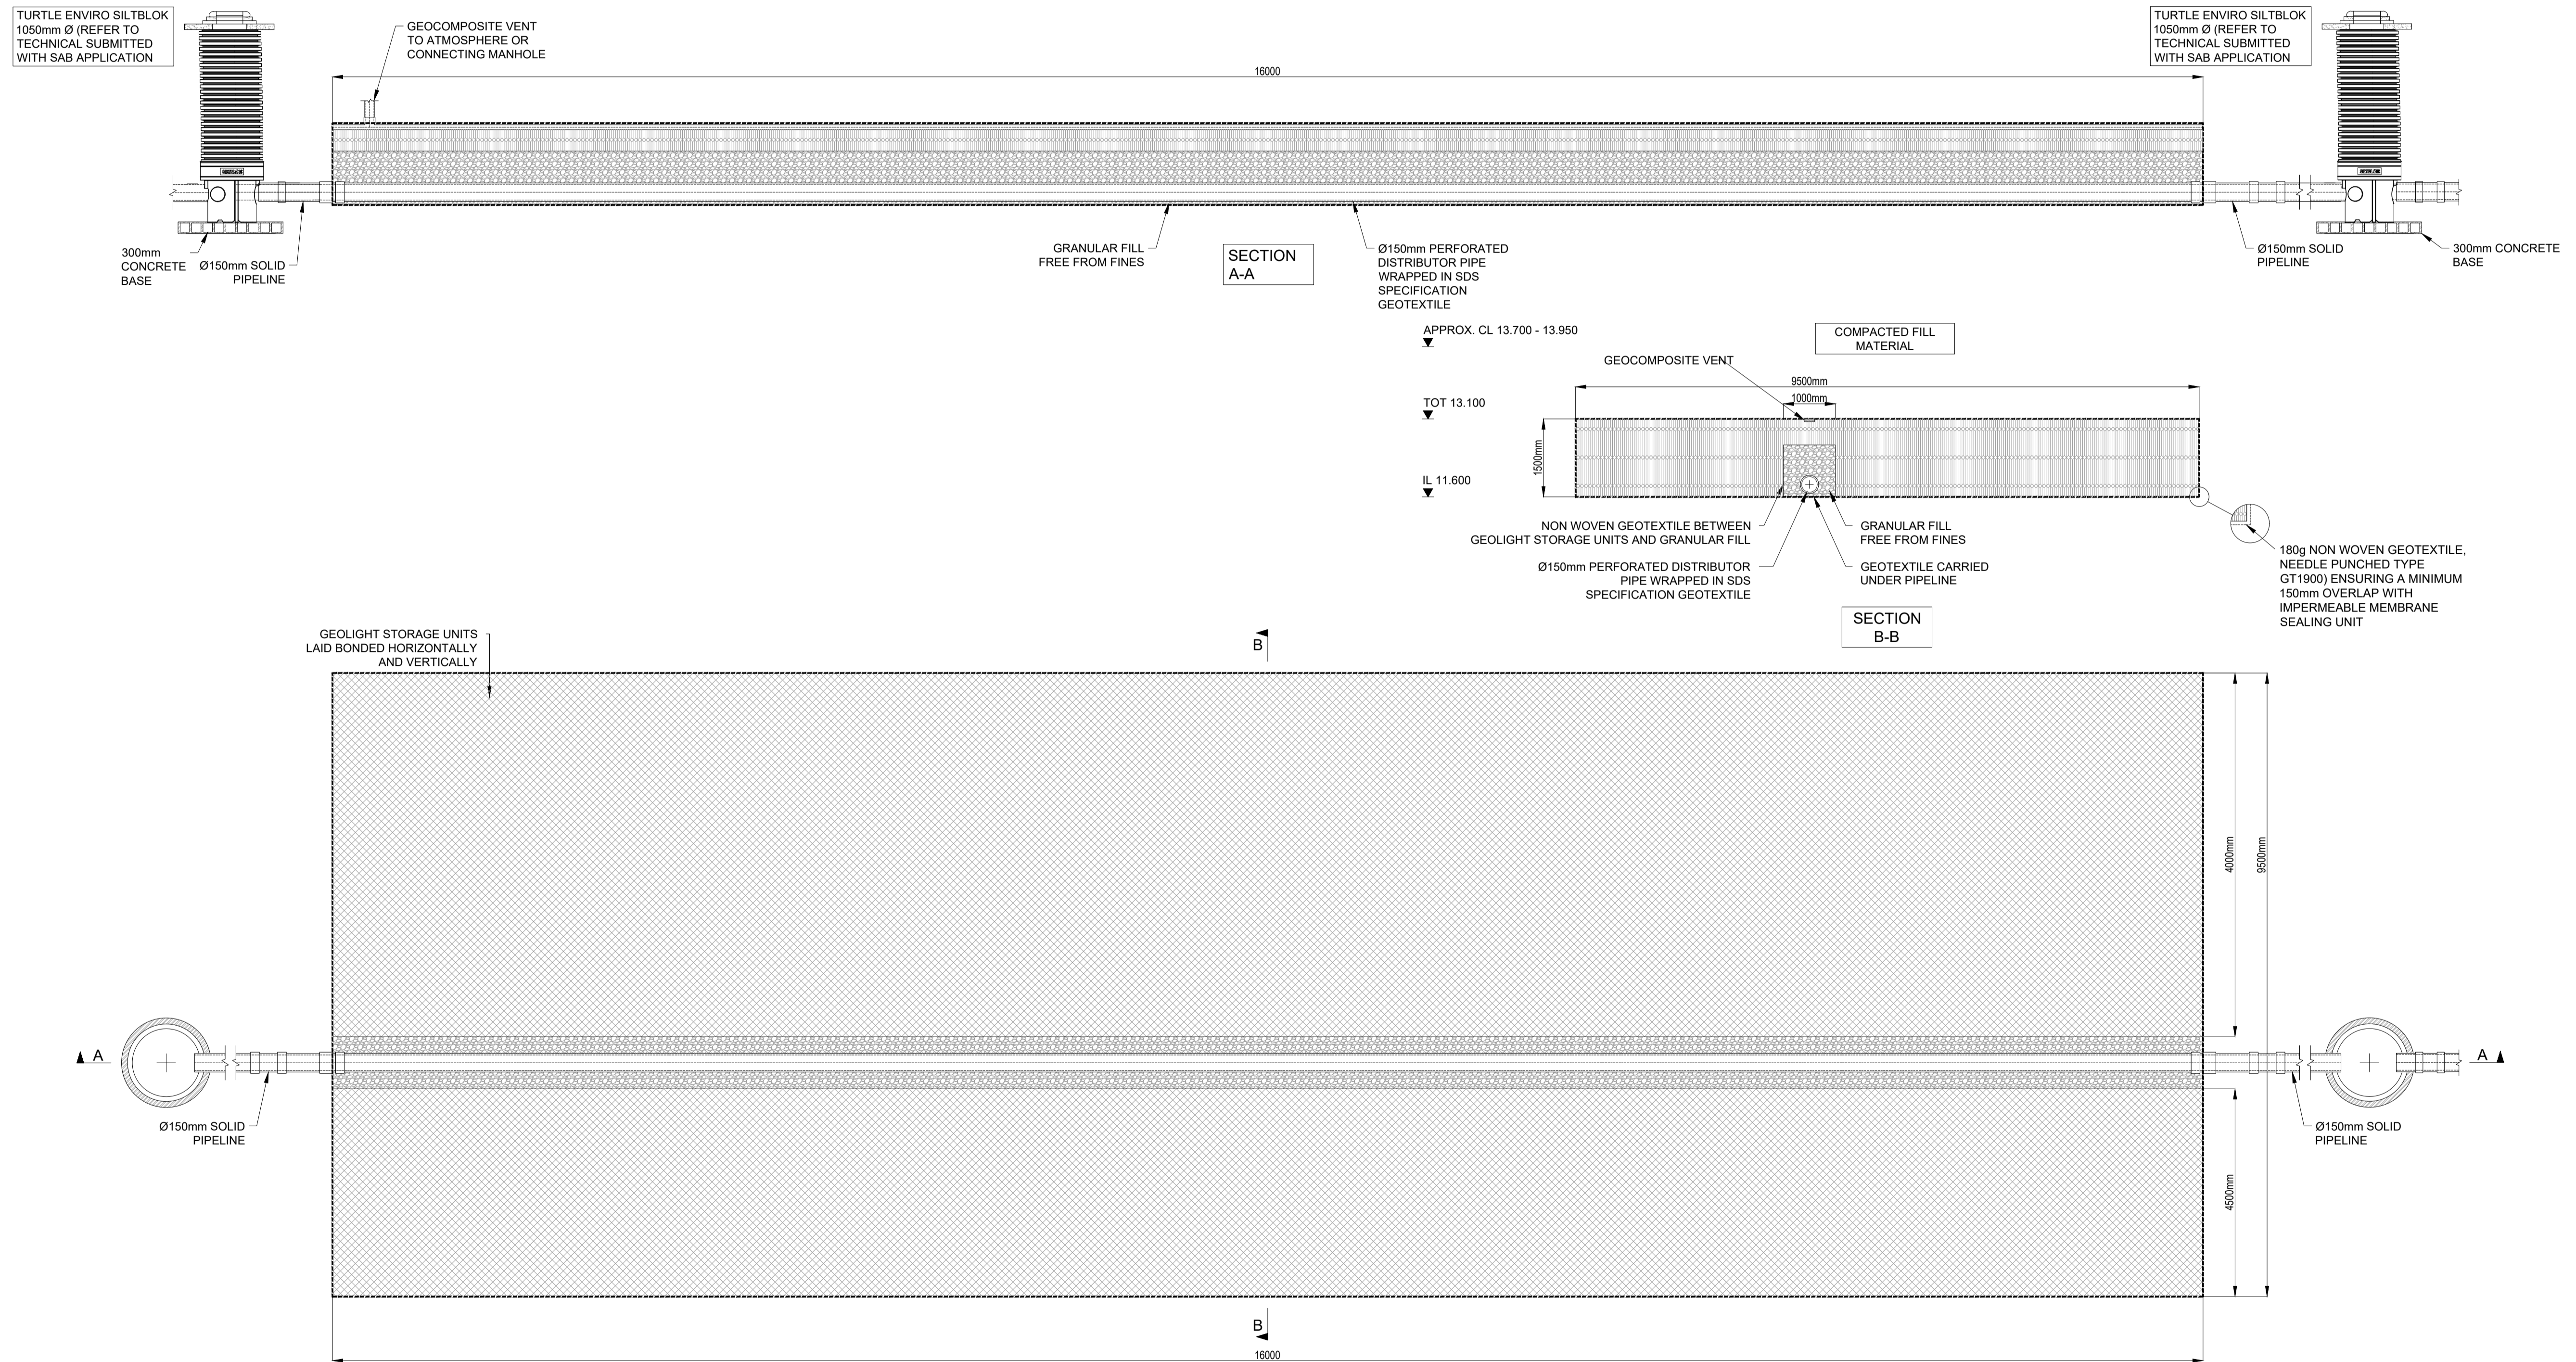 TURTLE ENVIRO SILTBLOK
1050mm Ø (REFER TO
TECHNICAL SUBMITTED
WITH SAB APPLICATION
GEOCOMPOSITE VENT
TO ATMOSPHERE OR
CONNECTING MANHOLE
16000
TURTLE ENVIRO SILTBLOK
1050mm Ø (REFER TO
TECHNICAL SUBMITTED
WITH SAB APPLICATION
300mm
CONCRETE
BASE
Ø150mm SOLID
PIPELINE
GRANULAR FILL
FREE FROM FINES
SECTION
A-A
Ø150mm PERFORATED
DISTRIBUTOR PIPE
WRAPPED IN SDS
SPECIFICATION
GEOTEXTILE
Ø150mm SOLID
PIPELINE
300mm CONCRETE
BASE
APPROX. CL 13.700 - 13.950
COMPACTED FILL
MATERIAL
GEOCOMPOSITE VENT
9500mm
1000mm
TOT 13.100
1500mm
IL 11.600
NON WOVEN GEOTEXTILE BETWEEN
GEOLIGHT STORAGE UNITS AND GRANULAR FILL
GRANULAR FILL
FREE FROM FINES
Ø150mm PERFORATED DISTRIBUTOR
PIPE WRAPPED IN SDS
SPECIFICATION GEOTEXTILE
GEOTEXTILE CARRIED
UNDER PIPELINE
180g NON WOVEN GEOTEXTILE,
NEEDLE PUNCHED TYPE
GT1900) ENSURING A MINIMUM
150mm OVERLAP WITH
IMPERMEABLE MEMBRANE
SEALING UNIT
SECTION
B-B
GEOLIGHT STORAGE UNITS
LAID BONDED HORIZONTALLY
AND VERTICALLY
B
4000mm
9500mm
A
A
Ø150mm SOLID
PIPELINE
Ø150mm SOLID
PIPELINE
4500mm
B
16000